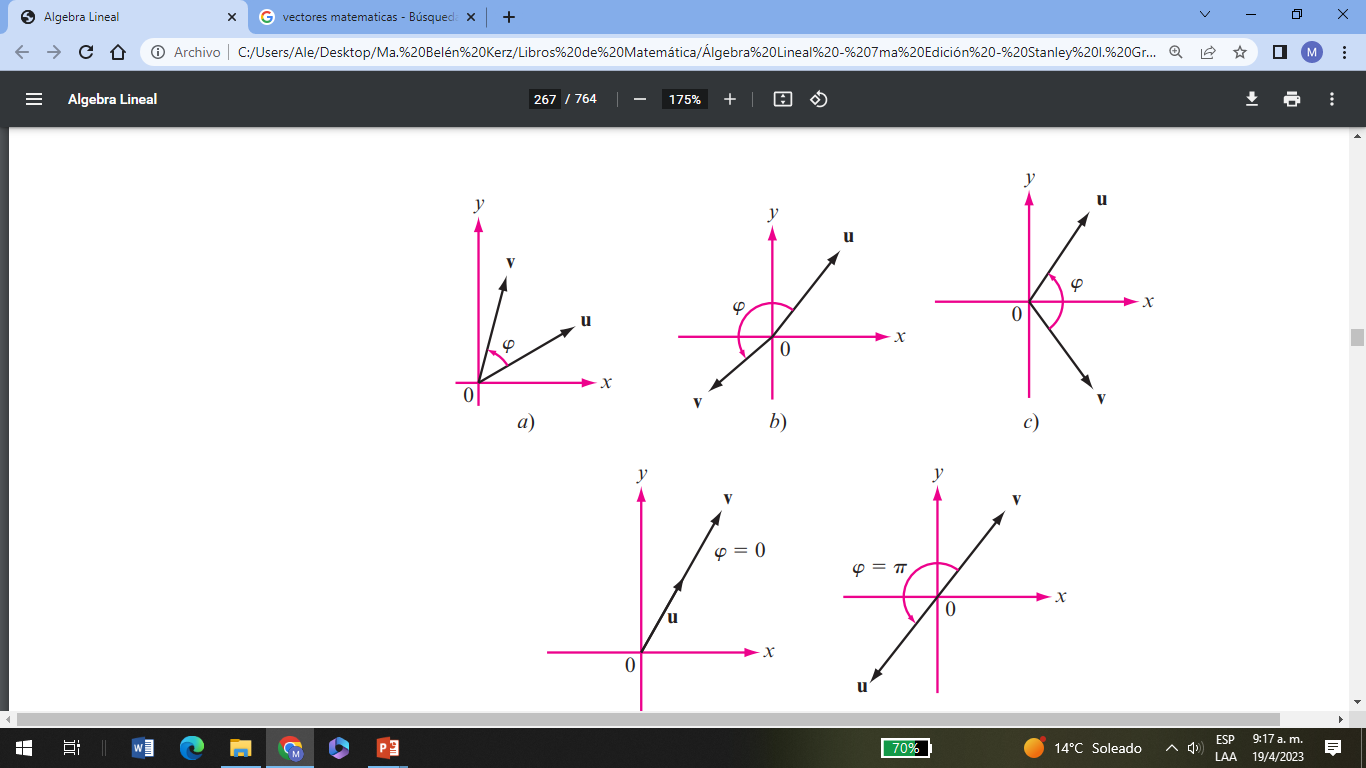 Algebra Lineal
vectores matematicas - Búsqued
Archivo
C:/Users/Ale/Desktop/Ma.%20Belén%20Kerz/Libros%20de%20Matemática/Álgebra%20Lineal%20-%207ma%20Edición%20-%20Stanley%20I.%20Gr...
M
Algebra Lineal
267 / 764
175%
y
v
u
φ
0
x
a)
y
u
φ
0
x
v
b)
y
u
φ
0
x
v
c)
y
v
φ = 0
u
0
x
y
v
φ = π
0
x
u
70%
14°C Soleado
ESP
LAA
9:17 a. m.
19/4/2023